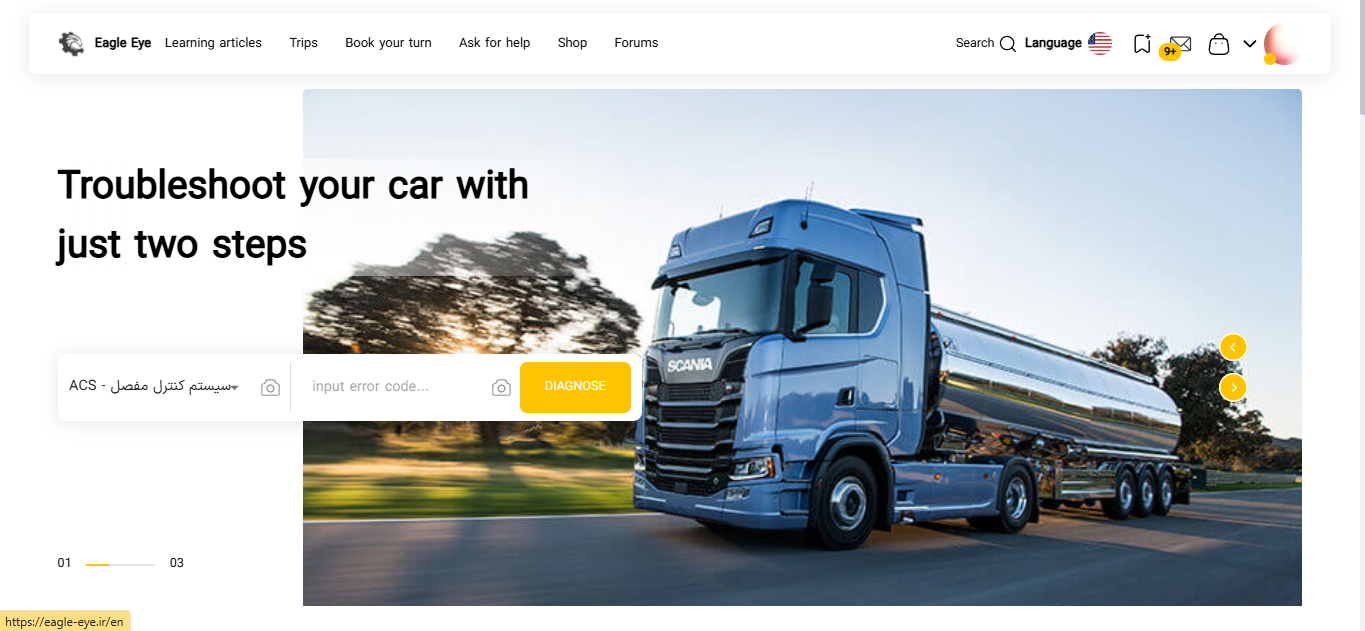 Eagle Eye Learning articles Trips Book your turn Ask for help Shop Forums Search Language 9+
Troubleshoot your car with
just two steps
SCANIA
ACS - سیستم کنترل مفصل input error code... DIAGNOSE
01 03
https://eagle-eye.ir/en